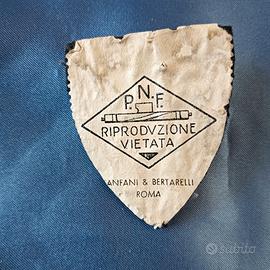 P.N.F.
RIPRODVZIONE
VIETATA
ANFANI & BERTARELLI
ROMA
subito